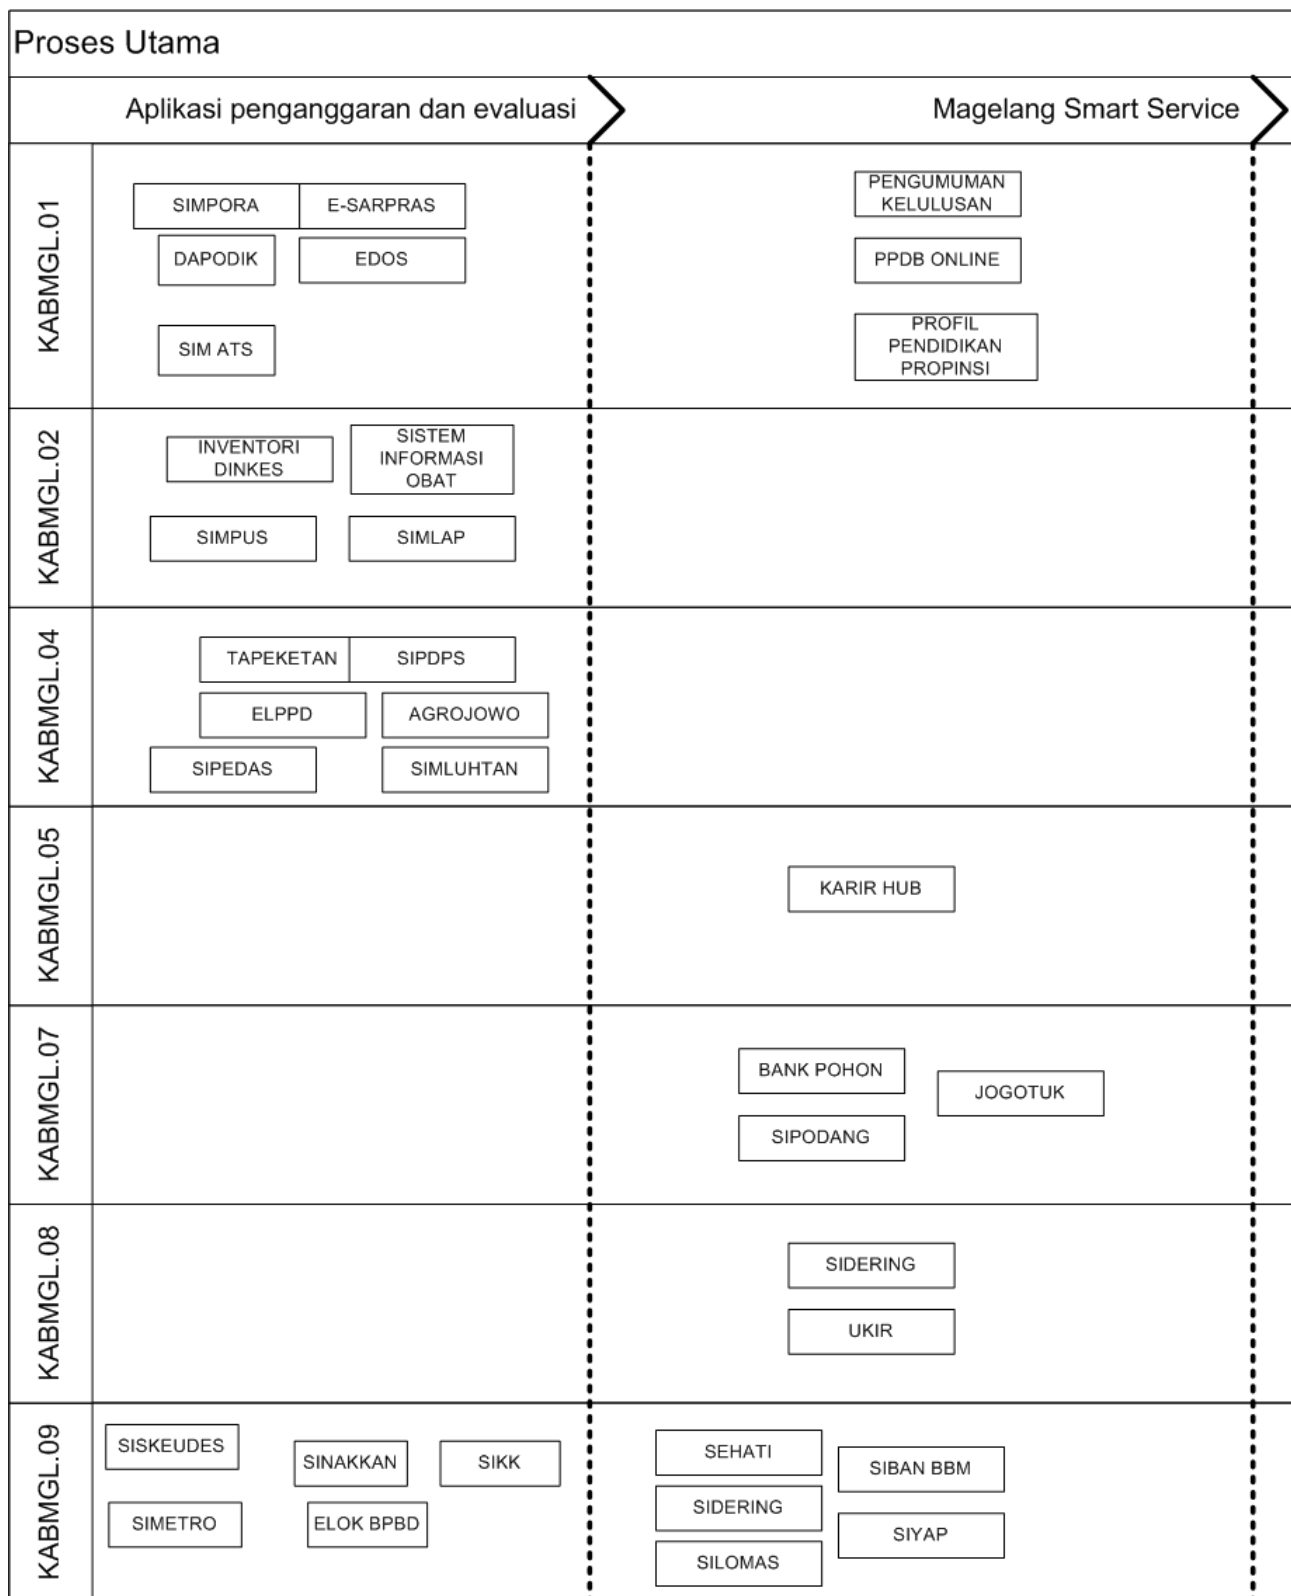 Proses Utama
Aplikasi penganggaran dan evaluasi
Magelang Smart Service
KABMGL.01
SIMPORA
E-SARPRAS
DAPODIK
EDOS
SIM ATS
PENGUMUMAN
KELULUSAN
PPDB ONLINE
PROFIL
PENDIDIKAN
PROPINSI
KABMGL.02
INVENTORI
DINKES
SISTEM
INFORMASI
OBAT
SIMPUS
SIMLAP
KABMGL.04
TAPEKETAN
SIPDPS
ELPPD
AGROJOWO
SIPEDAS
SIMLUHTAN
KABMGL.05
KARIR HUB
KABMGL.07
BANK POHON
JOGOTUK
SIPODANG
KABMGL.08
SIDERING
UKIR
KABMGL.09
SISKEUDES
SINAKKAN
SIKK
SIMETRO
ELOK BPBD
SEHATI
SIBAN BBM
SIDERING
SIYAP
SILOMAS